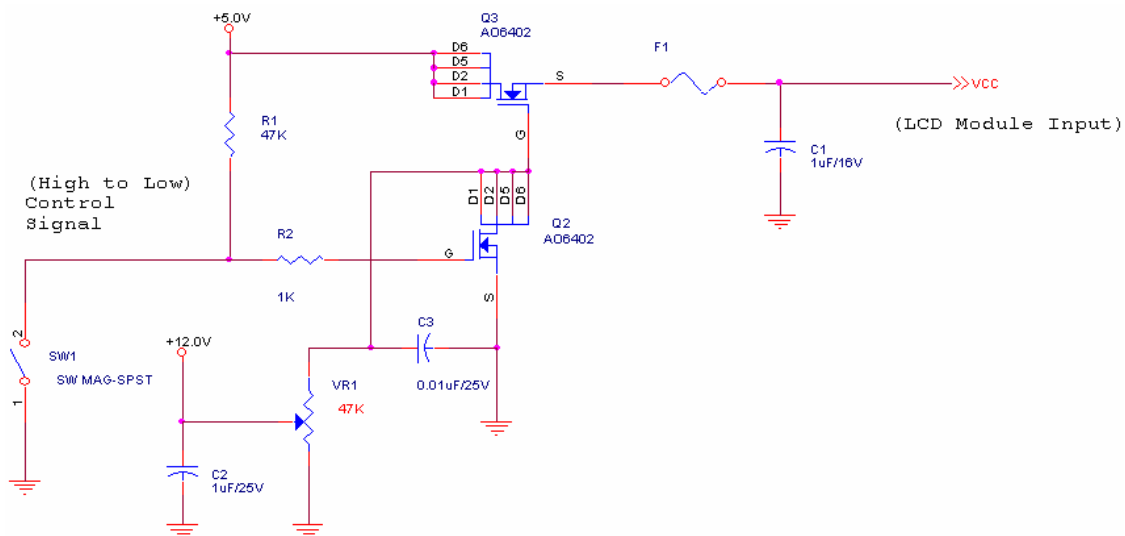 +5.0V
Q3
AO6402
D6
D5
D2
D1
S
G
F1
VCC
(LCD Module Input)
C1
1uF/16V
R1
47K
(High to Low)
Control
Signal
D1
D2
D5
D6
Q2
AO6402
R2
1K
G
S
2
SW1
SW MAG-SPST
1
+12.0V
C3
0.01uF/25V
VR1
47K
C2
1uF/25V